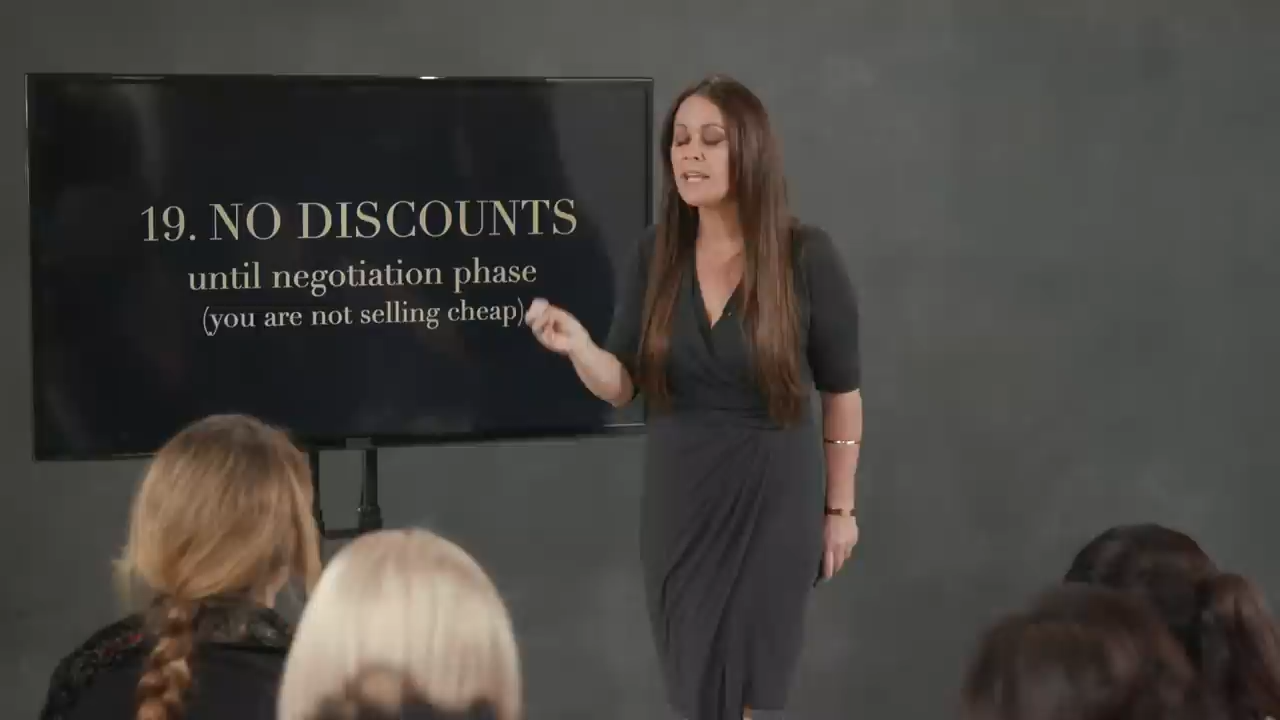 19. NO DISCOUNTS
until negotiation phase
(you are not selling cheap)